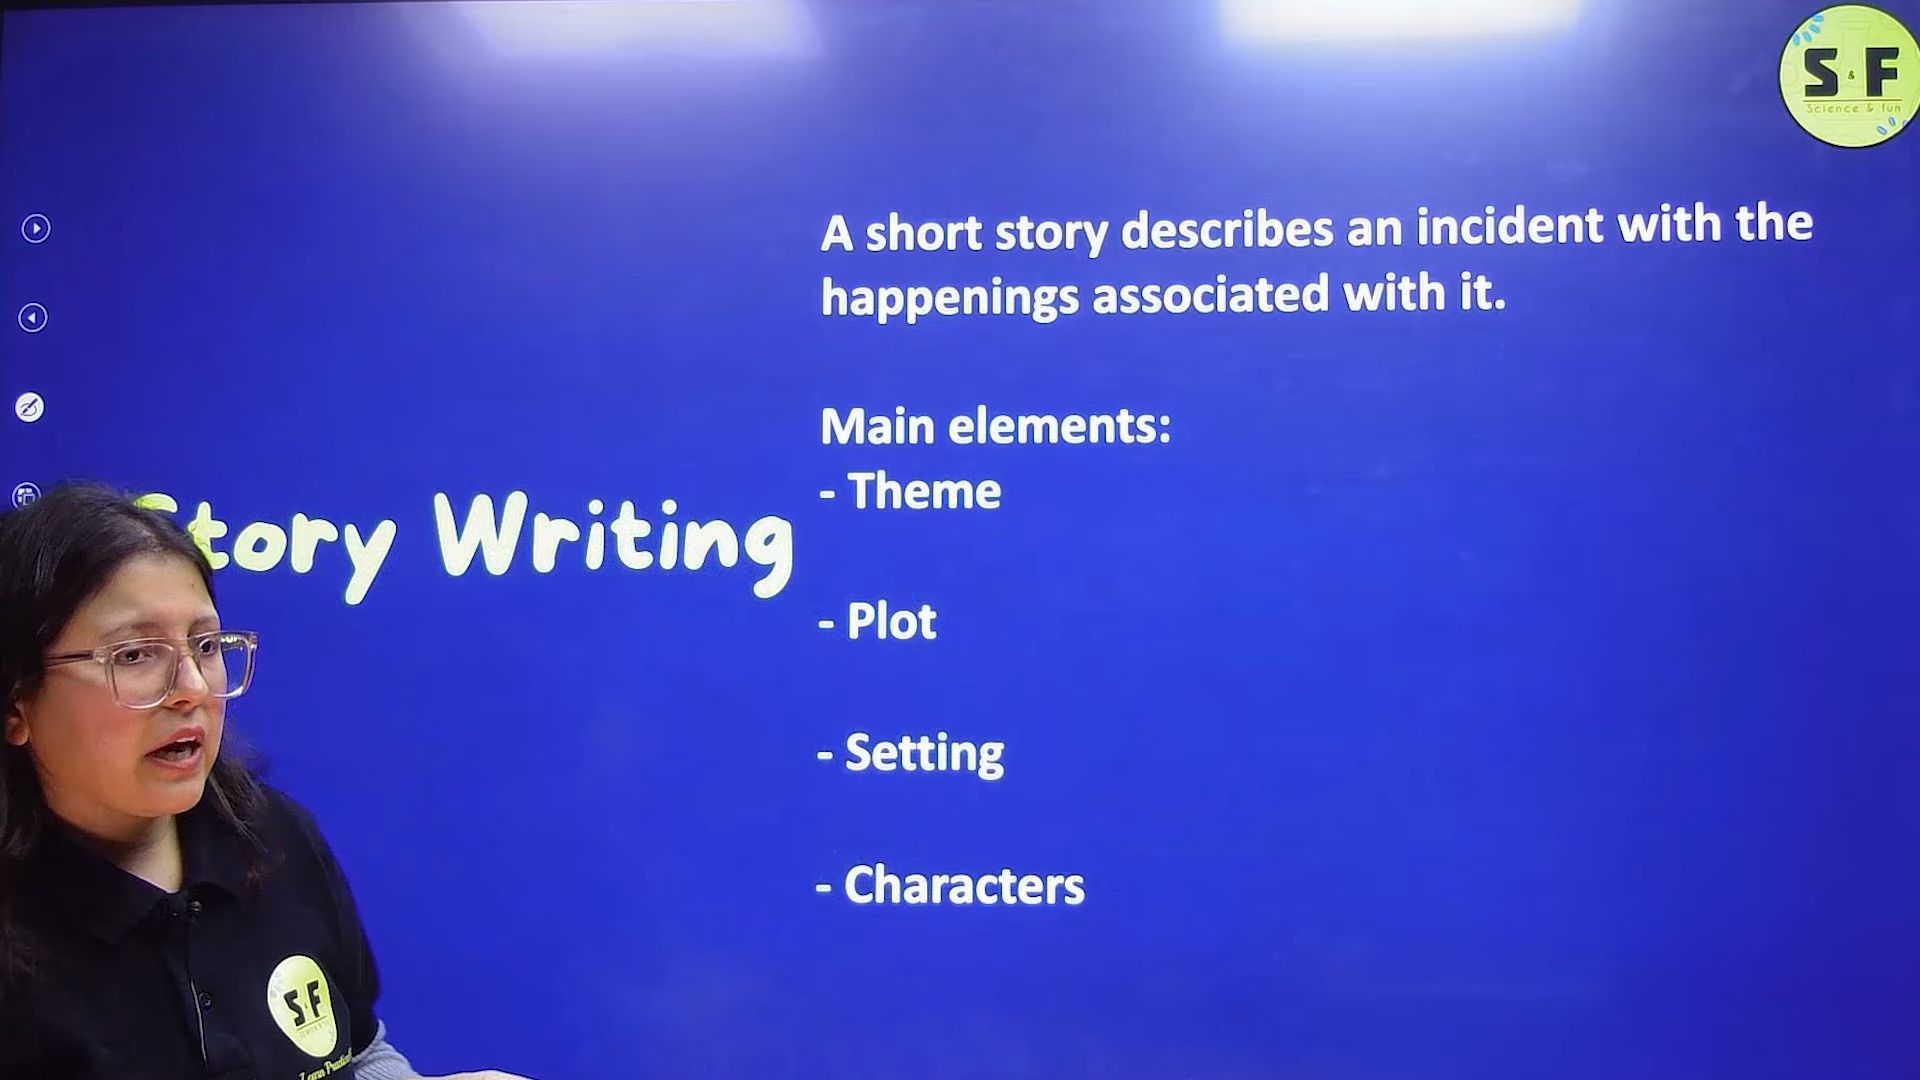 S & F
Science & fun
A short story describes an incident with the
happenings associated with it.
Main elements:
- Theme
Story Writing
- Plot
- Setting
- Characters
S & F